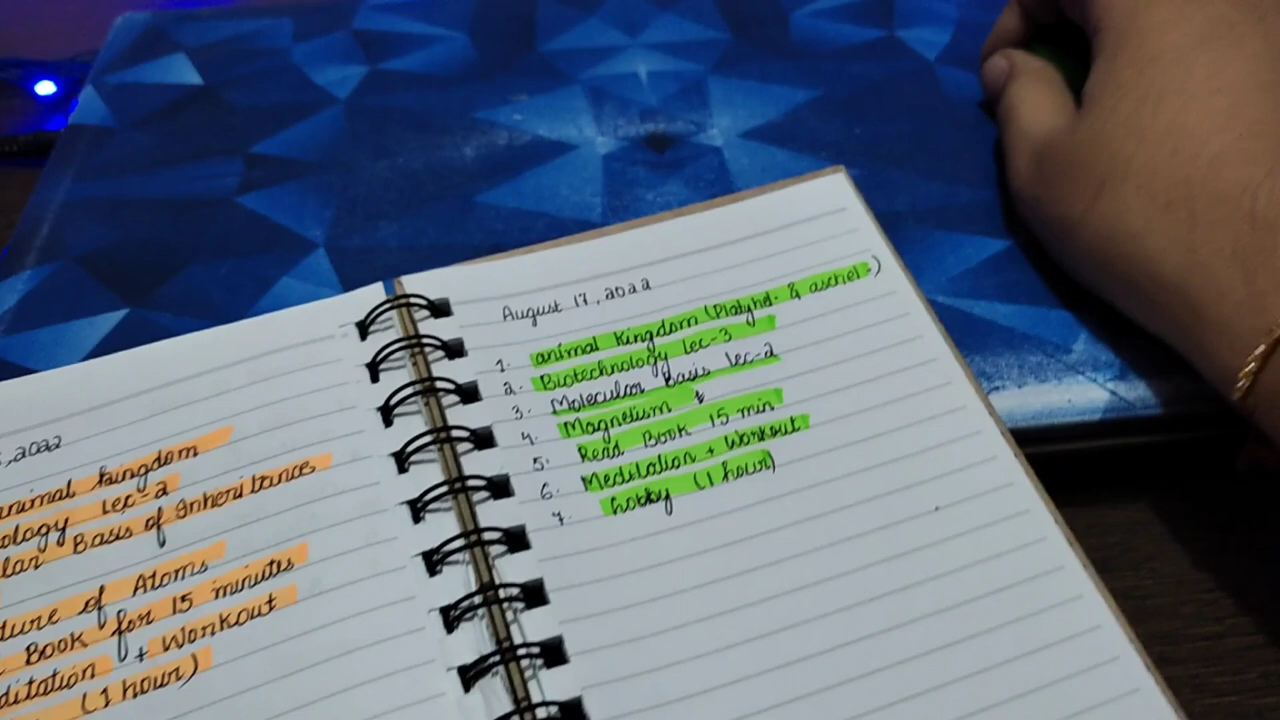 ,2022
nimal kingdom
ology lec-2
lar Basis of Inheritance
ture of Atoms
Book for 15 minutes
ditation + Workout
(1 hour)
August 17, 2022
1. animal kingdom (Platyhel. & aschel.)
2. Biotechnology lec-3
3. Molecular Basis lec-2
4. Magnetism
5. Read Book 15 min
6. Meditation + Workout
7. hobby (1 hour)